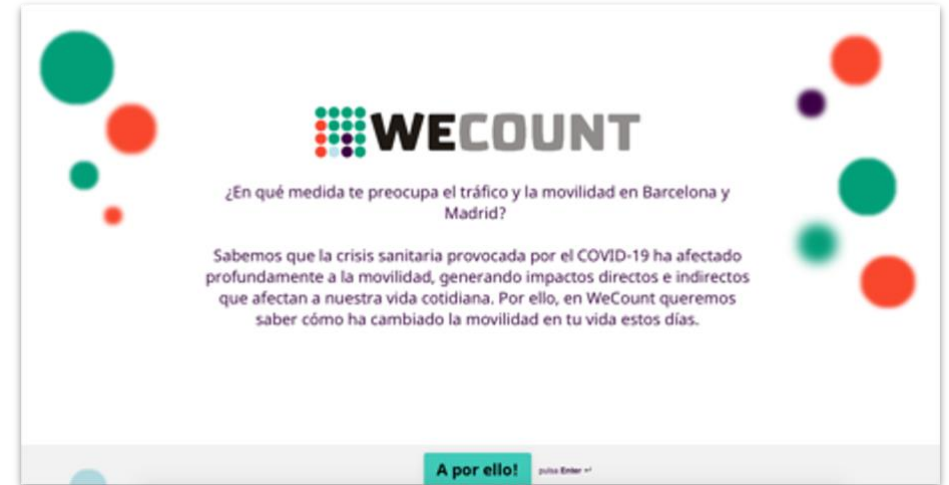 WECOUNT
¿En qué medida te preocupa el tráfico y la movilidad en Barcelona y
Madrid?
Sabemos que la crisis sanitaria provocada por el COVID-19 ha afectado
profundamente a la movilidad, generando impactos directos e indirectos
que afectan a nuestra vida cotidiana. Por ello, en WeCount queremos
saber cómo ha cambiado la movilidad en tu vida estos días.
A por ello! pulsa Enter ↵